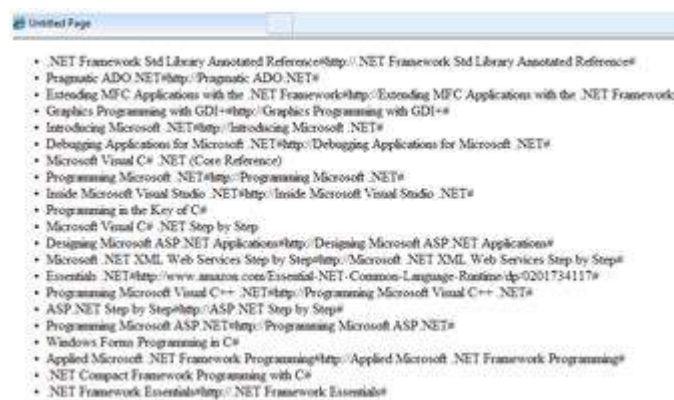 Untitled Page
.NET Framework Std Library Annotated Reference#http://.NET Framework Std Library Annotated Reference#
Pragmatic ADO.NET#http://Pragmatic ADO.NET#
Extending MFC Applications with the .NET Framework#http://Extending MFC Applications with the .NET Framework
Graphics Programming with GDI+#http://Graphics Programming with GDI+#
Introducing Microsoft .NET#http://Introducing Microsoft .NET#
Debugging Applications for Microsoft .NET#http://Debugging Applications for Microsoft .NET#
Microsoft Visual C# .NET (Core Reference)
Programming Microsoft .NET#http://Programming Microsoft .NET#
Inside Microsoft Visual Studio .NET#http://Inside Microsoft Visual Studio .NET#
Programming in the Key of C#
Microsoft Visual C# .NET Step by Step
Designing Microsoft ASP.NET Applications#http://Designing Microsoft ASP.NET Applications#
Microsoft .NET XML Web Services Step by Step#http://Microsoft .NET XML Web Services Step by Step#
Essentials .NET#http://www.amazon.com/Essential-NET-Common-Language-Runtime/dp/0201734117#
Programming Microsoft Visual C++ .NET#http://Programming Microsoft Visual C++ .NET#
ASP.NET Step by Step#http://ASP.NET Step by Step#
Programming Microsoft ASP.NET#http://Programming Microsoft ASP.NET#
Windows Forms Programming in C#
Applied Microsoft .NET Framework Programming#http://Applied Microsoft .NET Framework Programming#
.NET Compact Framework Programming with C#
.NET Framework Essentials#http://.NET Framework Essentials#